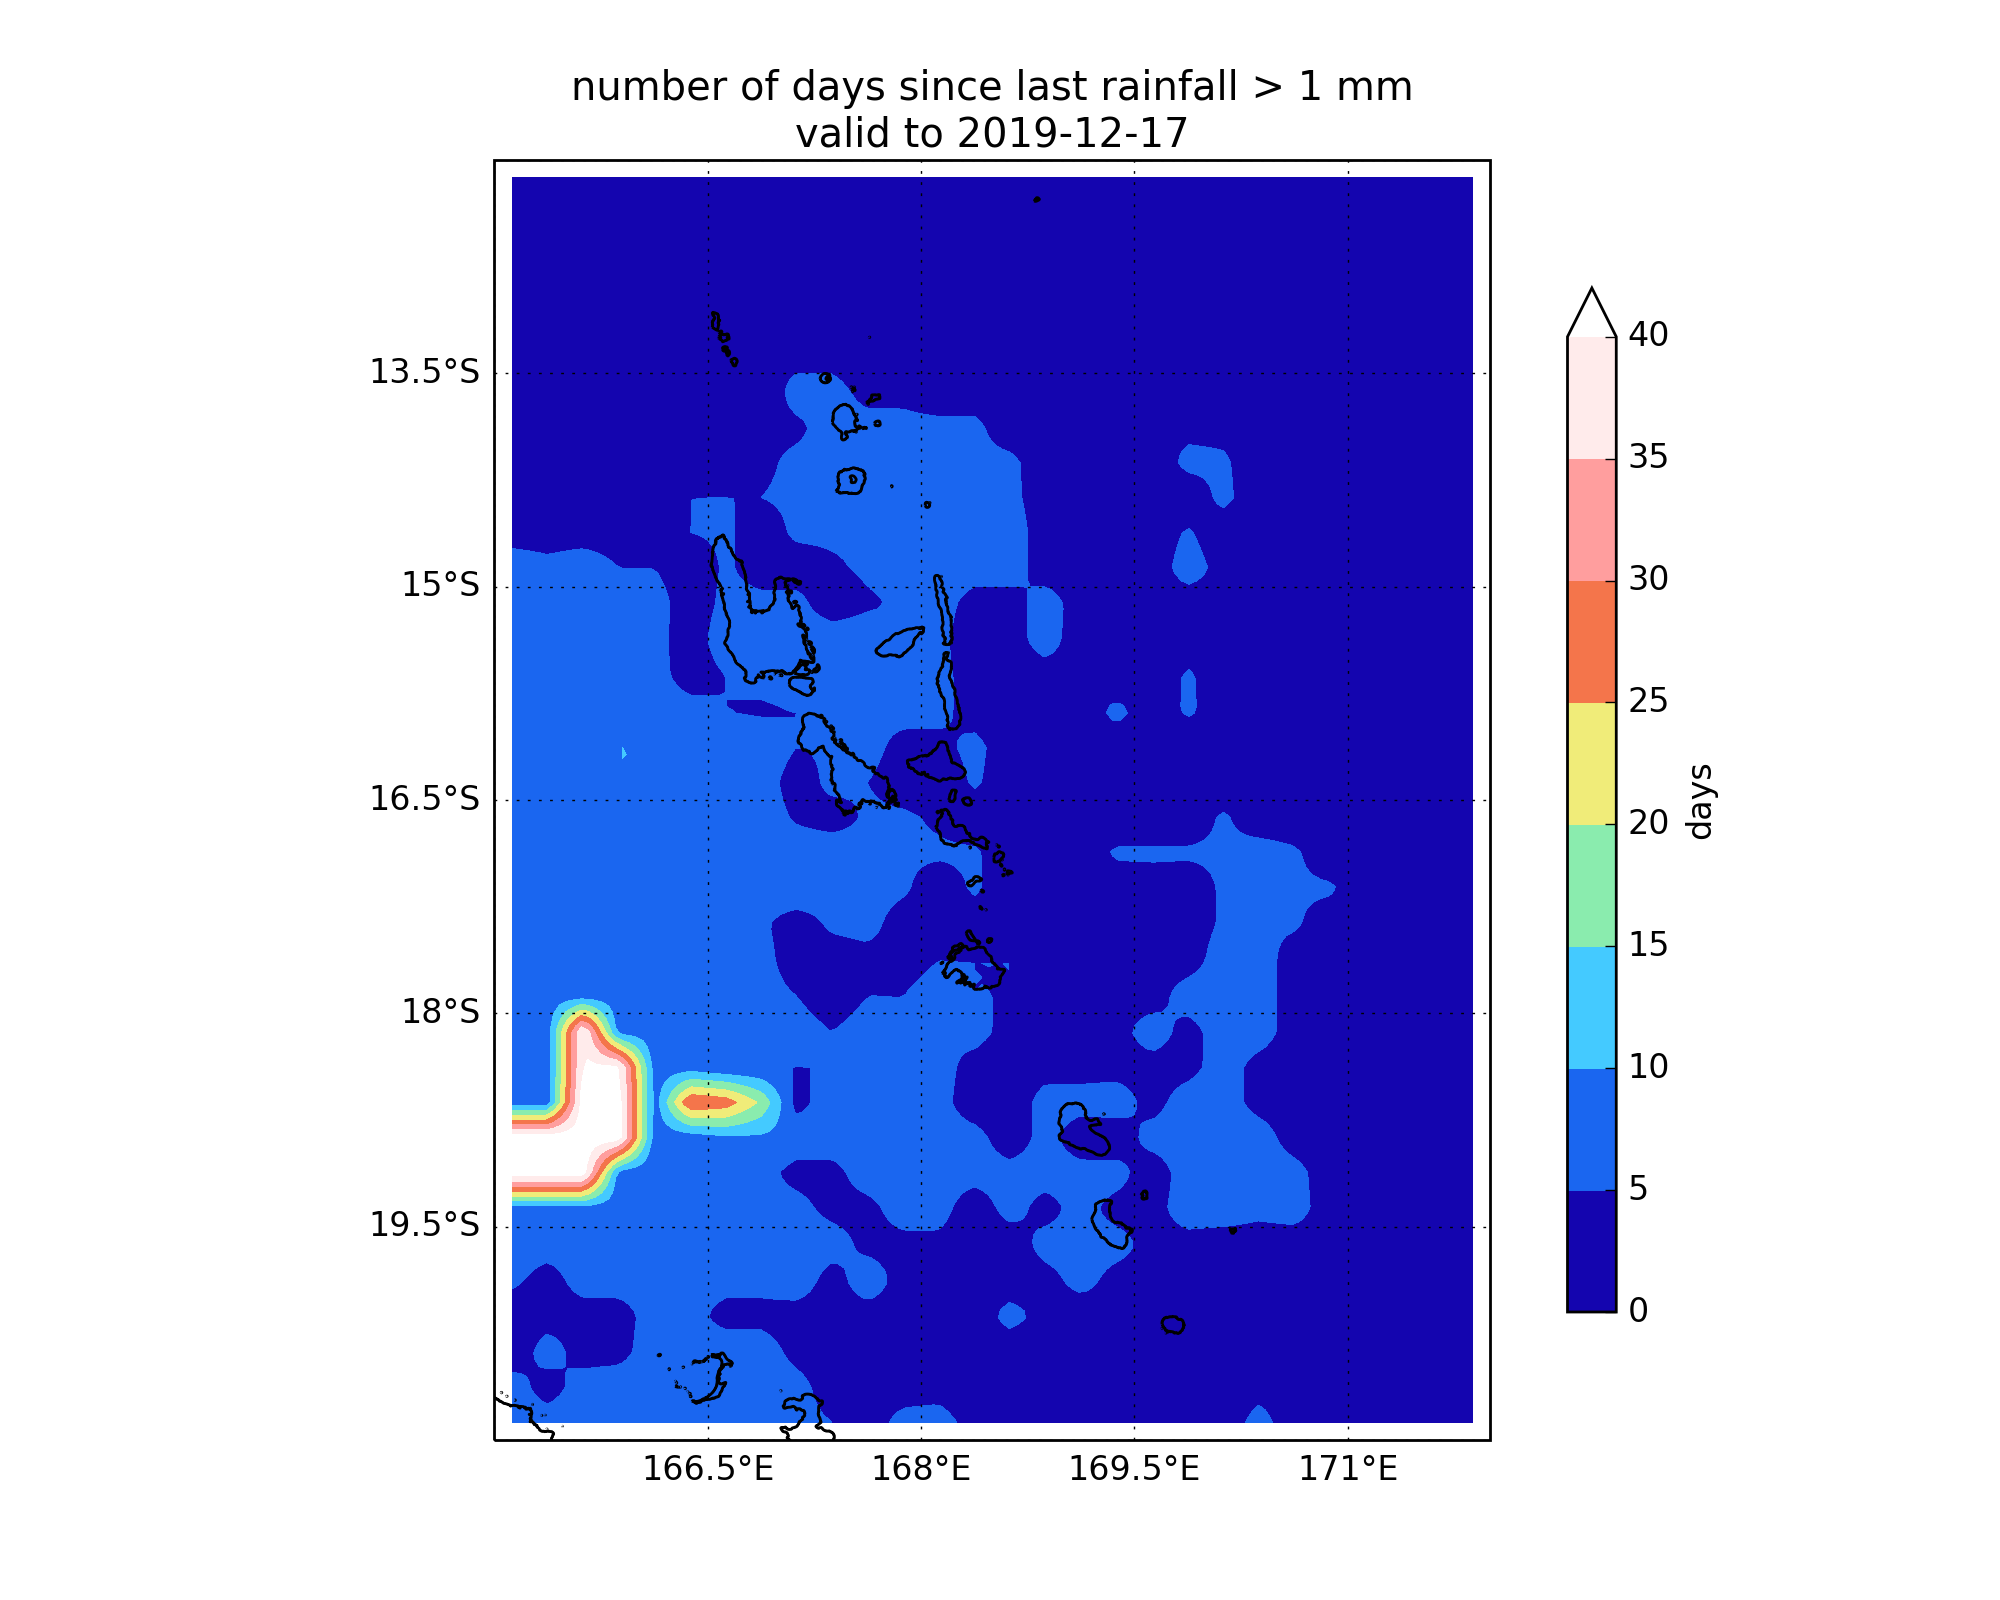 number of days since last rainfall > 1 mm
valid to 2019-12-17
13.5°S
15°S
16.5°S
18°S
19.5°S
166.5°E
168°E
169.5°E
171°E
40
35
30
25
20
15
10
5
0
days